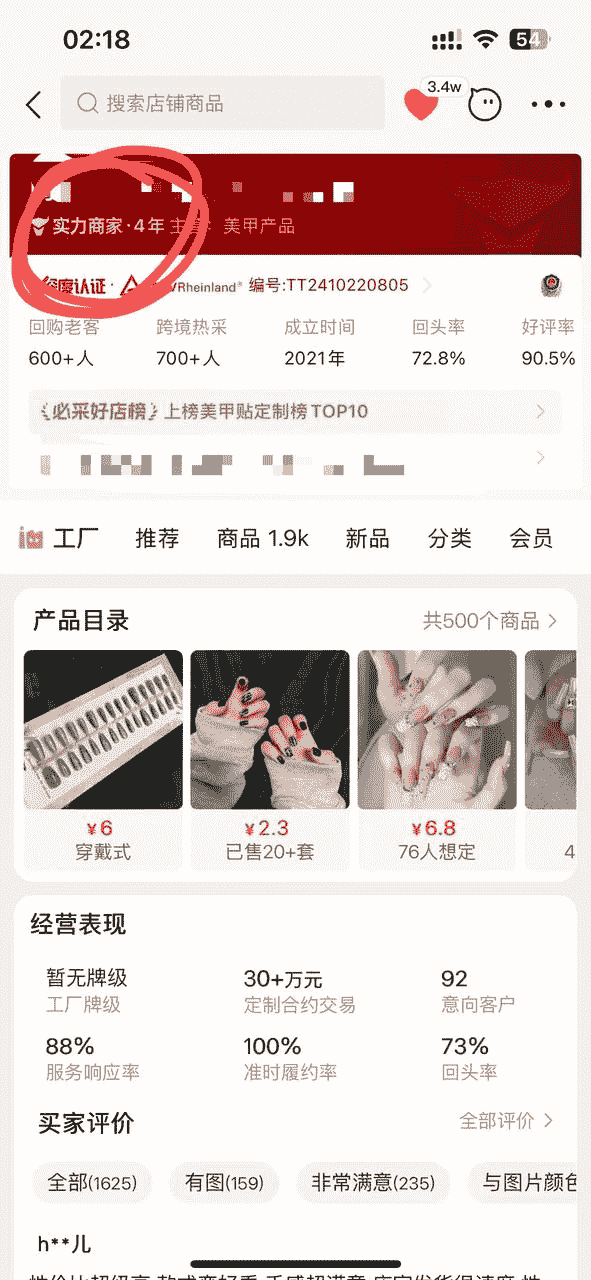 02:18
54
搜索店铺商品
3.4w
实力商家·4年 主营: 美甲产品
深度认证· VRheinland® 编号:TT2410220805
回购老客 跨境热采 成立时间 回头率 好评率
600+人 700+人 2021年 72.8% 90.5%
必采好店榜 上榜美甲贴定制榜TOP10
工厂 推荐 商品 1.9k 新品 分类 会员
产品目录 共500个商品
¥6 ¥2.3 ¥6.8
穿戴式 已售20+套 76人想定 4
经营表现
暂无牌级 30+万元 92
工厂牌级 定制合约交易 意向客户
88% 100% 73%
服务响应率 准时履约率 回头率
买家评价 全部评价
全部(1625) 有图(159) 非常满意(235) 与图片颜色
h**儿